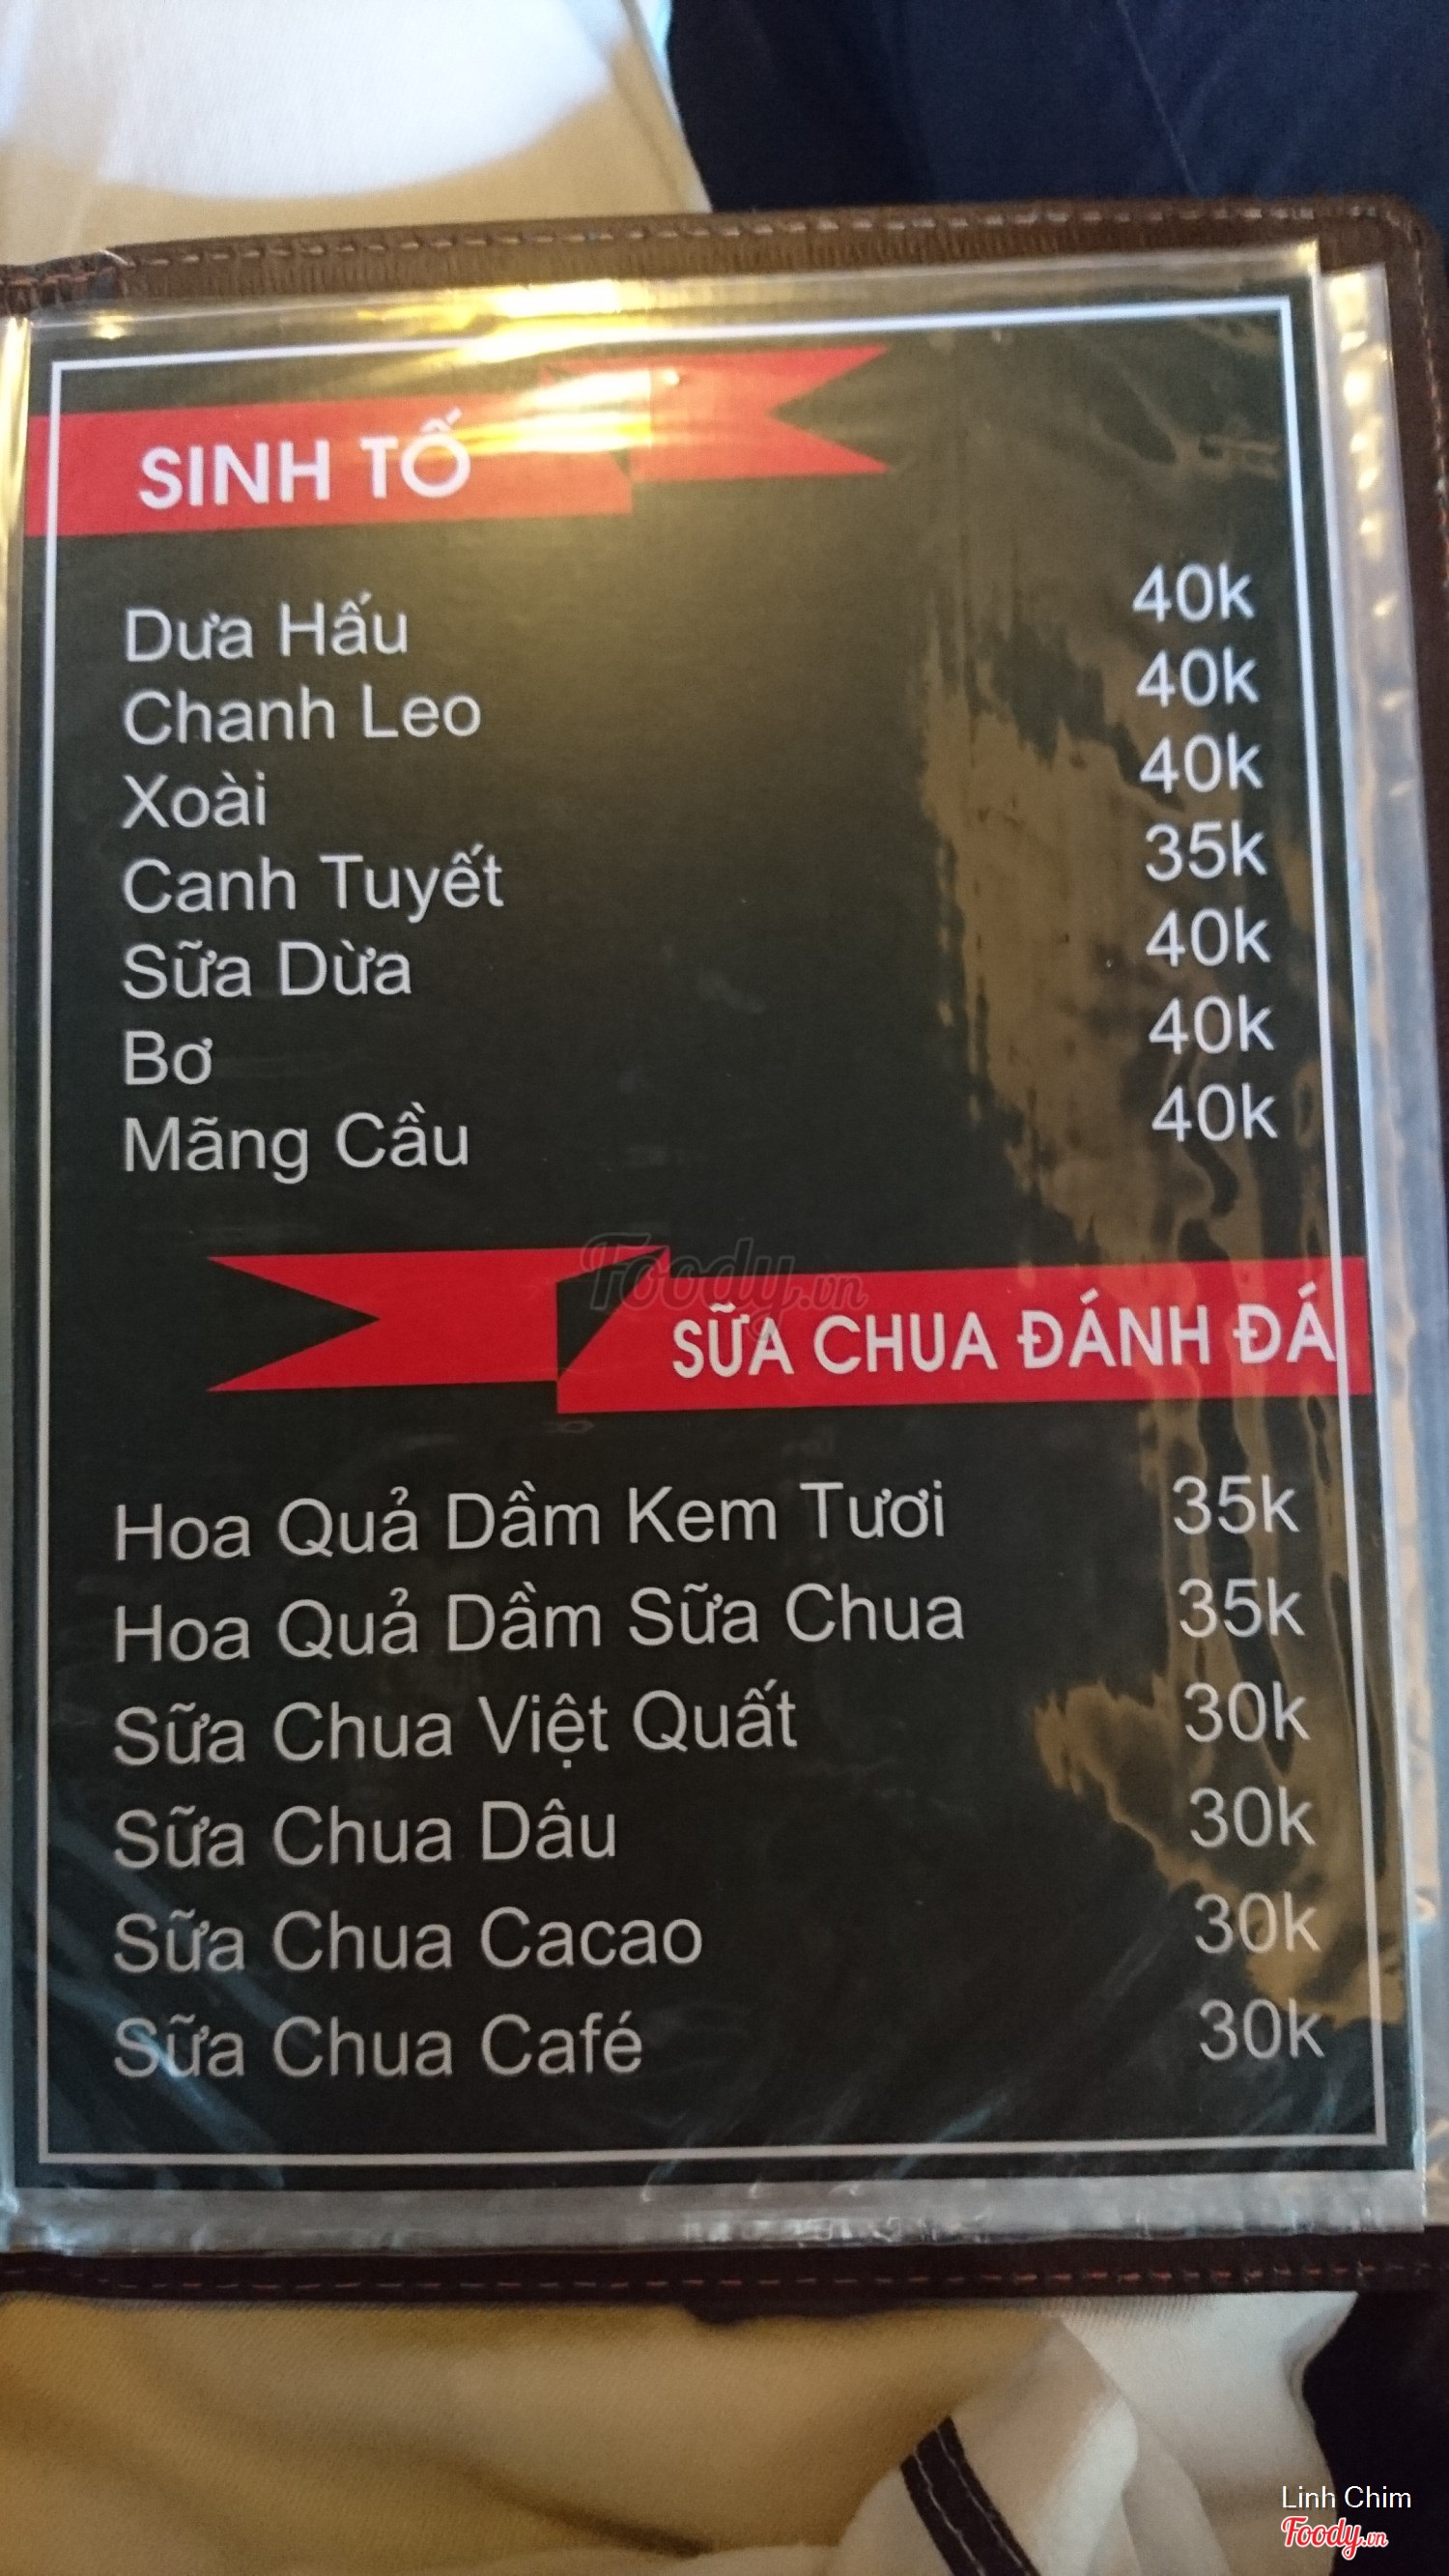 SINH TỐ
Dưa Hấu 40k
Chanh Leo 40k
Xoài 40k
Canh Tuyết 35k
Sữa Dừa 40k
Bơ 40k
Mãng Cầu 40k
Foody.vn
SỮA CHUA ĐÁNH ĐÁ
Hoa Quả Dầm Kem Tươi 35k
Hoa Quả Dầm Sữa Chua 35k
Sữa Chua Việt Quất 30k
Sữa Chua Dâu 30k
Sữa Chua Cacao 30k
Sữa Chua Café 30k
Linh Chim
Foody.vn